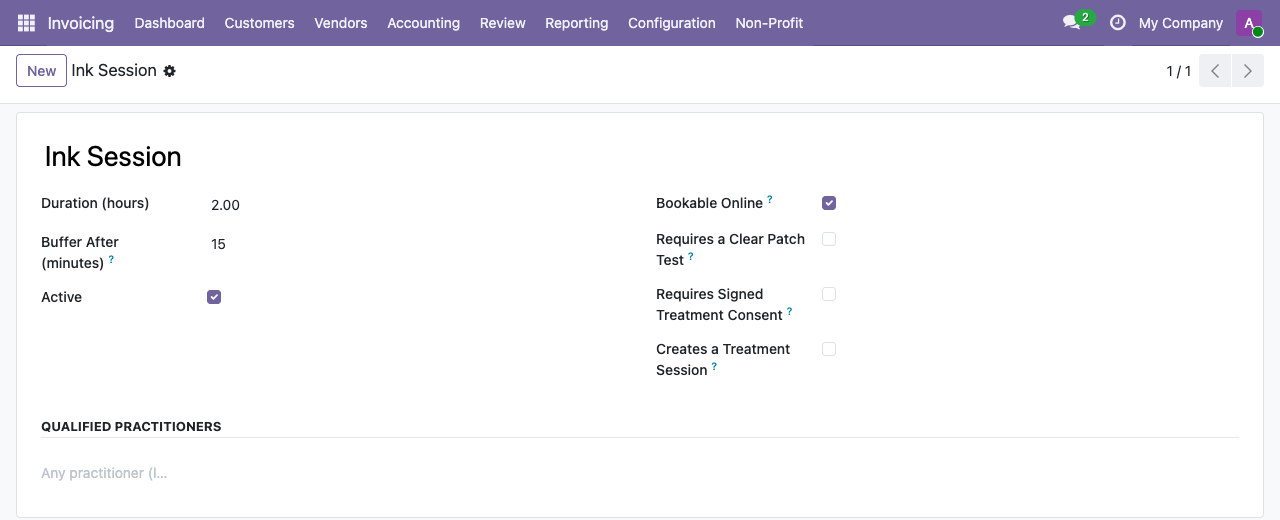 Invoicing Dashboard Customers Vendors Accounting Review Reporting Configuration Non-Profit 2 My Company A
New Ink Session 1 / 1
Ink Session
Duration (hours) 2.00
Buffer After
(minutes) ? 15
Active
Bookable Online ?
Requires a Clear Patch
Test ?
Requires Signed
Treatment Consent ?
Creates a Treatment
Session ?
QUALIFIED PRACTITIONERS
Any practitioner (l...